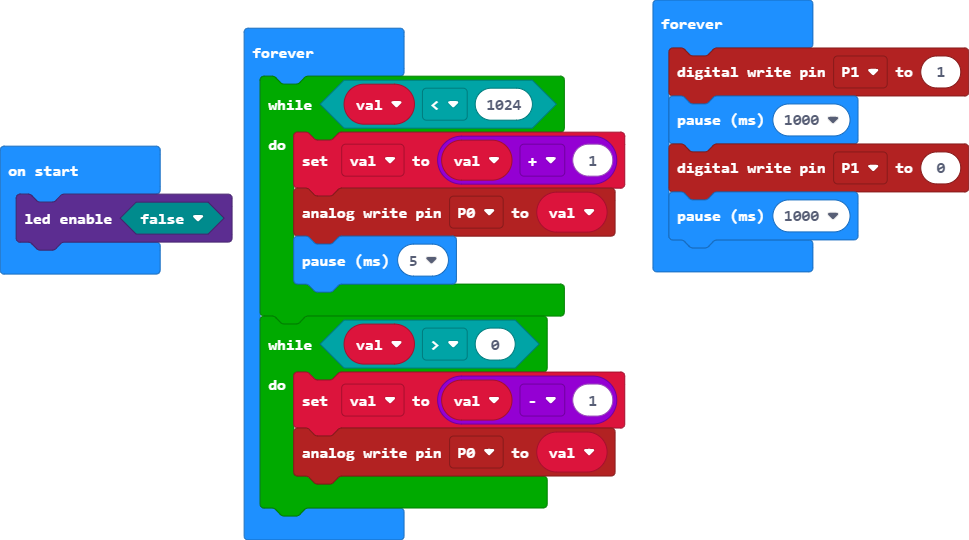 on start
led enable false
forever
while val < 1024
do
set val to val + 1
analog write pin P0 to val
pause (ms) 5
while val > 0
do
set val to val - 1
analog write pin P0 to val
forever
digital write pin P1 to 1
pause (ms) 1000
digital write pin P1 to 0
pause (ms) 1000